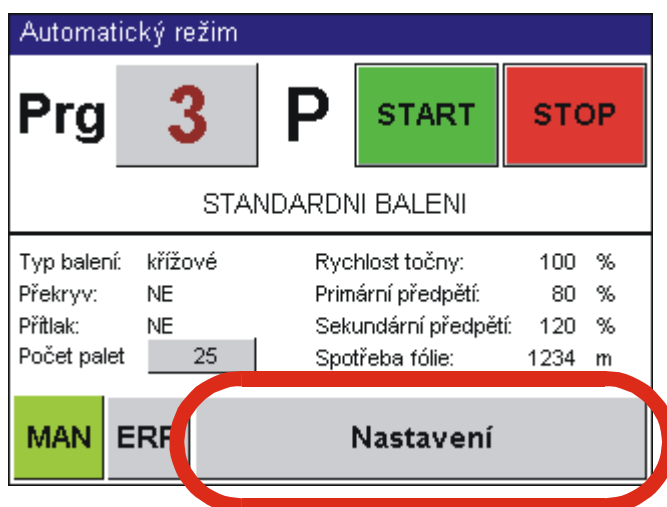 Automatický režim
Prg 3 P START STOP
STANDARDNI BALENI
Typ balení: křížové Rychlost točny: 100 %
Překryv: NE Primární předpětí: 80 %
Přítlak: NE Sekundární předpětí: 120 %
Počet palet 25 Spotřeba fólie: 1234 m
MAN ERR Nastavení